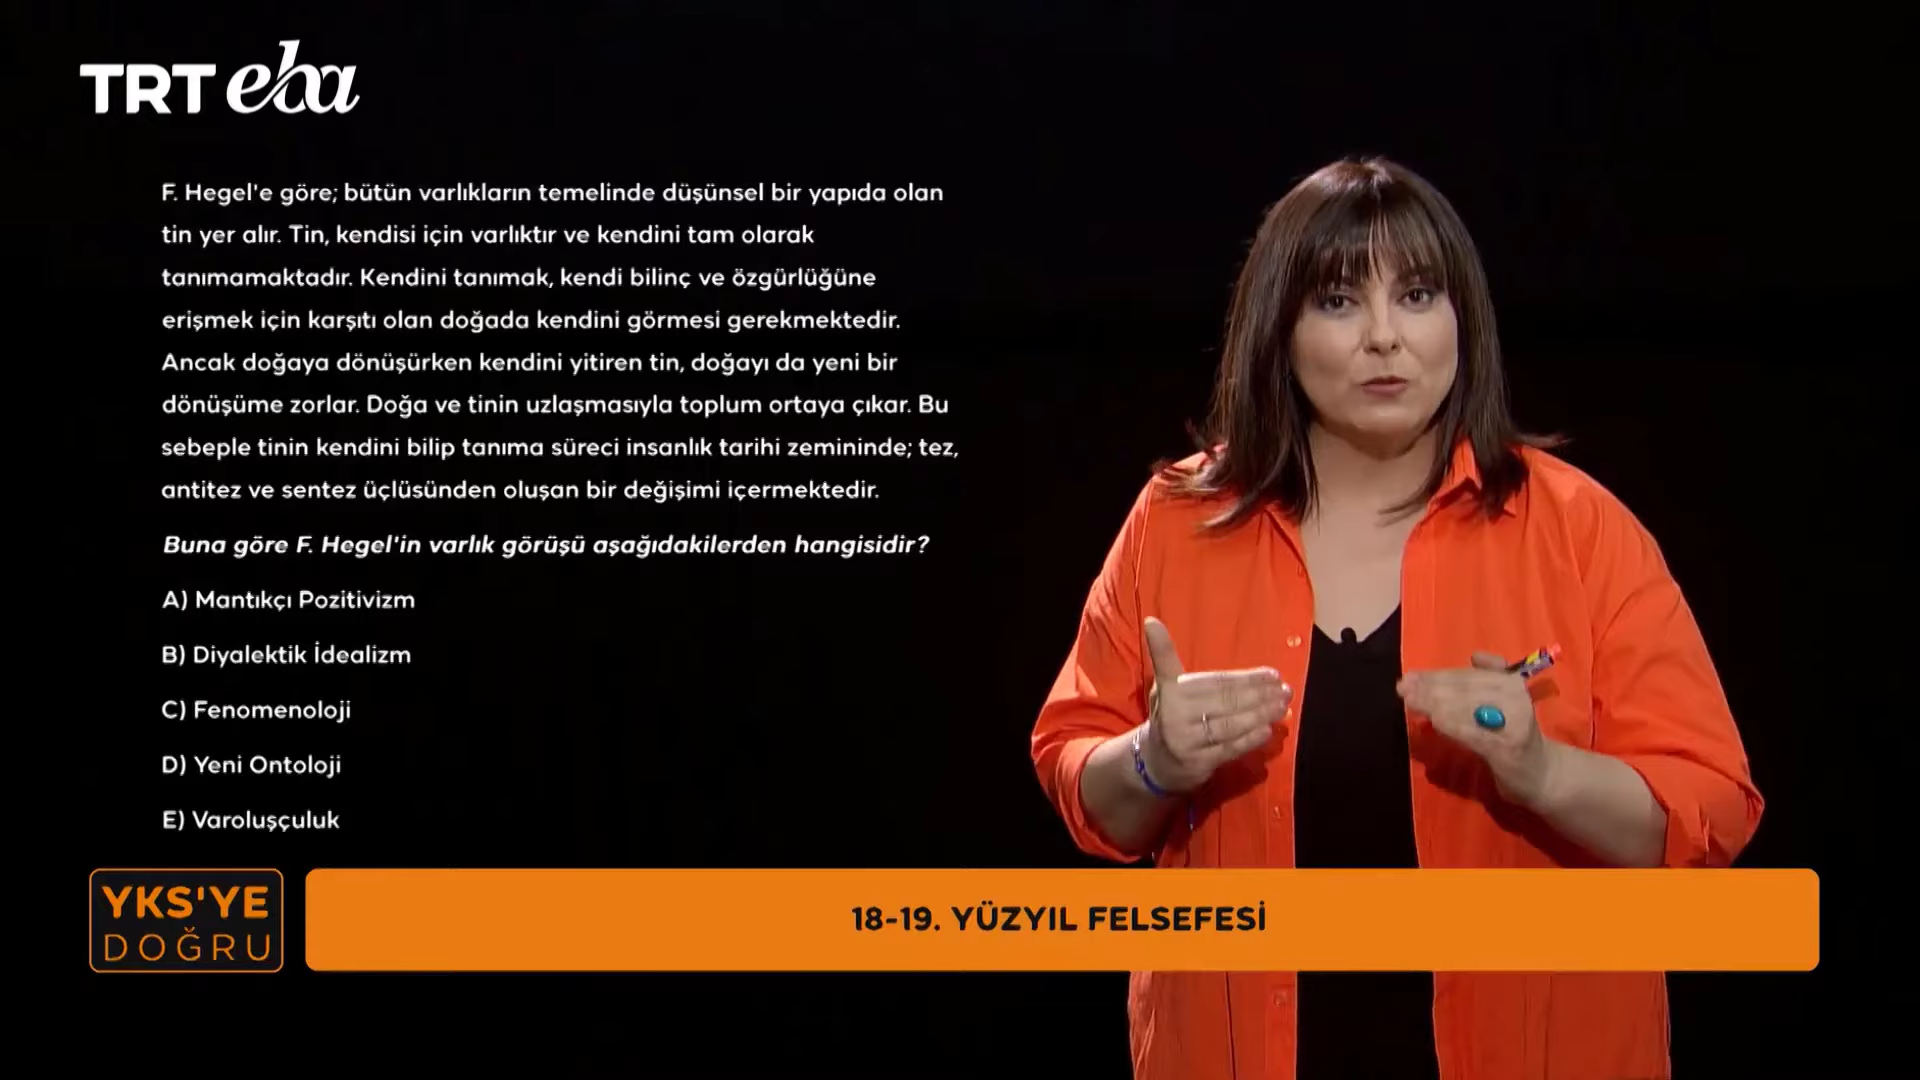 TRT eba
F. Hegel'e göre; bütün varlıkların temelinde düşünsel bir yapıda olan
tin yer alır. Tin, kendisi için varlıktır ve kendini tam olarak
tanımamaktadır. Kendini tanımak, kendi bilinç ve özgürlüğüne
erişmek için karşıtı olan doğada kendini görmesi gerekmektedir.
Ancak doğaya dönüşürken kendini yitiren tin, doğayı da yeni bir
dönüşüme zorlar. Doğa ve tinin uzlaşmasıyla toplum ortaya çıkar. Bu
sebeple tinin kendini bilip tanıma süreci insanlık tarihi zemininde; tez,
antitez ve sentez üçlüsünden oluşan bir değişimi içermektedir.
Buna göre F. Hegel'in varlık görüşü aşağıdakilerden hangisidir?
A) Mantıkçı Pozitivizm
B) Diyalektik İdealizm
C) Fenomenoloji
D) Yeni Ontoloji
E) Varoluşçuluk
YKS'YE
DOĞRU
18-19. YÜZYIL FELSEFESİ